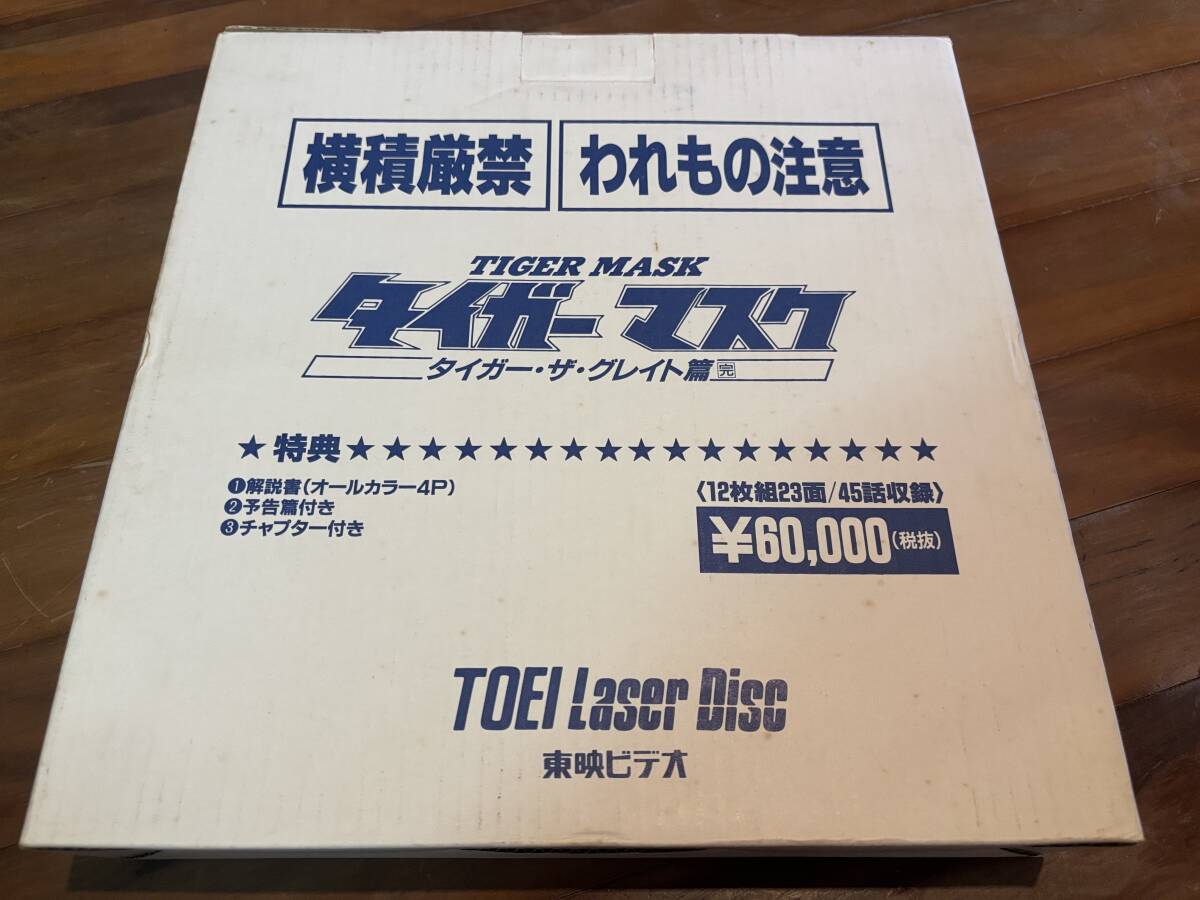 横積厳禁 われもの注意
TIGER MASK
タイガーマスク
タイガー・ザ・グレイト篇 完
★特典★★★★★★★★★★★★★★★★★
❶解説書(オールカラー4P)
❷予告篇付き
❸チャプター付き
〈12枚組23面/45話収録〉
¥60,000(税抜)
TOEI Laser Disc
東映ビデオ